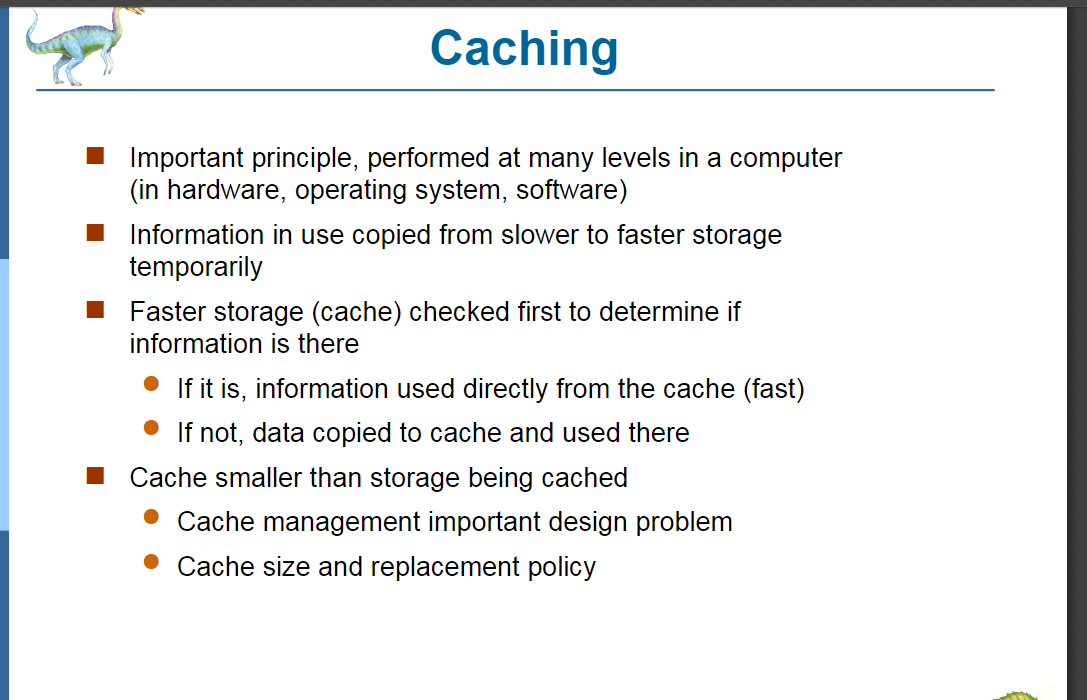 Caching
Important principle, performed at many levels in a computer
(in hardware, operating system, software)
Information in use copied from slower to faster storage
temporarily
Faster storage (cache) checked first to determine if
information is there
If it is, information used directly from the cache (fast)
If not, data copied to cache and used there
Cache smaller than storage being cached
Cache management important design problem
Cache size and replacement policy